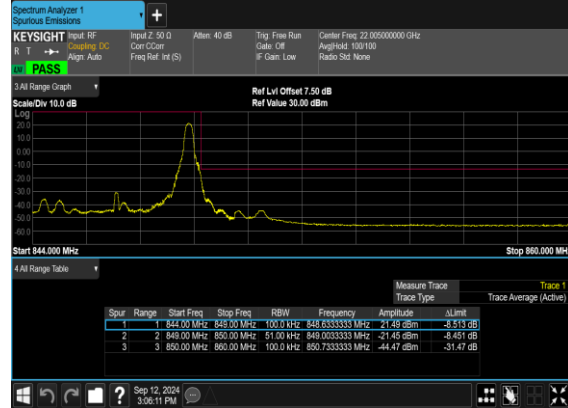 Spectrum Analyzer 1
Spurious Emissions
KEYSIGHT Input: RF Input Z: 50 Ω Atten: 40 dB Trig: Free Run Center Freq: 22.005000000 GHz
R T Coupling: DC Corr CCorr Gate: Off Avg|Hold: 100/100
Align: Auto Freq Ref: Int (S) IF Gain: Low Radio Std: None
PASS
3 All Range Graph
Ref Lvl Offset 7.50 dB
Scale/Div 10.0 dB Ref Value 30.00 dBm
Log
20.0
10.0
0.00
-10.0
-20.0
-30.0
-40.0
-50.0
-60.0
Start 844.000 MHz Stop 860.000 MH
4 All Range Table
Measure Trace Trace 1
Trace Type Trace Average (Active)
Spur Range Start Freq Stop Freq RBW Frequency Amplitude ΔLimit
1 1 844.00 MHz 849.00 MHz 100.0 kHz 848.6333333 MHz 21.49 dBm -8.513 dB
2 2 849.00 MHz 850.00 MHz 51.00 kHz 849.0033333 MHz -21.45 dBm -8.451 dB
3 3 850.00 MHz 860.00 MHz 100.0 kHz 850.7333333 MHz -44.47 dBm -31.47 dB
Sep 12, 2024
3:06:11 PM